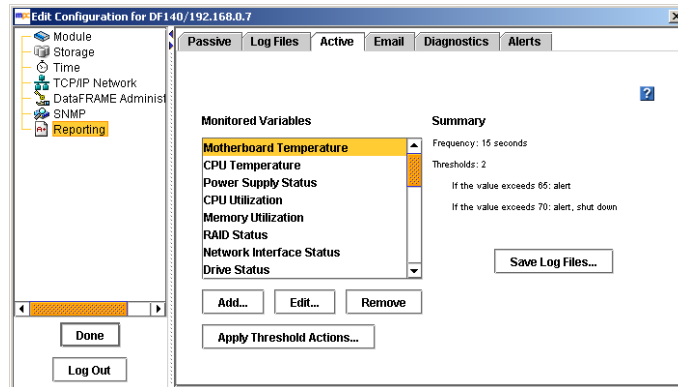 Edit Configuration for DF140/192.168.0.7
Module
Storage
Time
TCP/IP Network
DataFRAME Administ
SNMP
Reporting
Done
Log Out
Passive Log Files Active Email Diagnostics Alerts
?
Monitored Variables
Motherboard Temperature
CPU Temperature
Power Supply Status
CPU Utilization
Memory Utilization
RAID Status
Network Interface Status
Drive Status
Add... Edit... Remove
Apply Threshold Actions...
Summary
Frequency: 15 seconds
Thresholds: 2
If the value exceeds 65: alert
If the value exceeds 70: alert, shut down
Save Log Files...